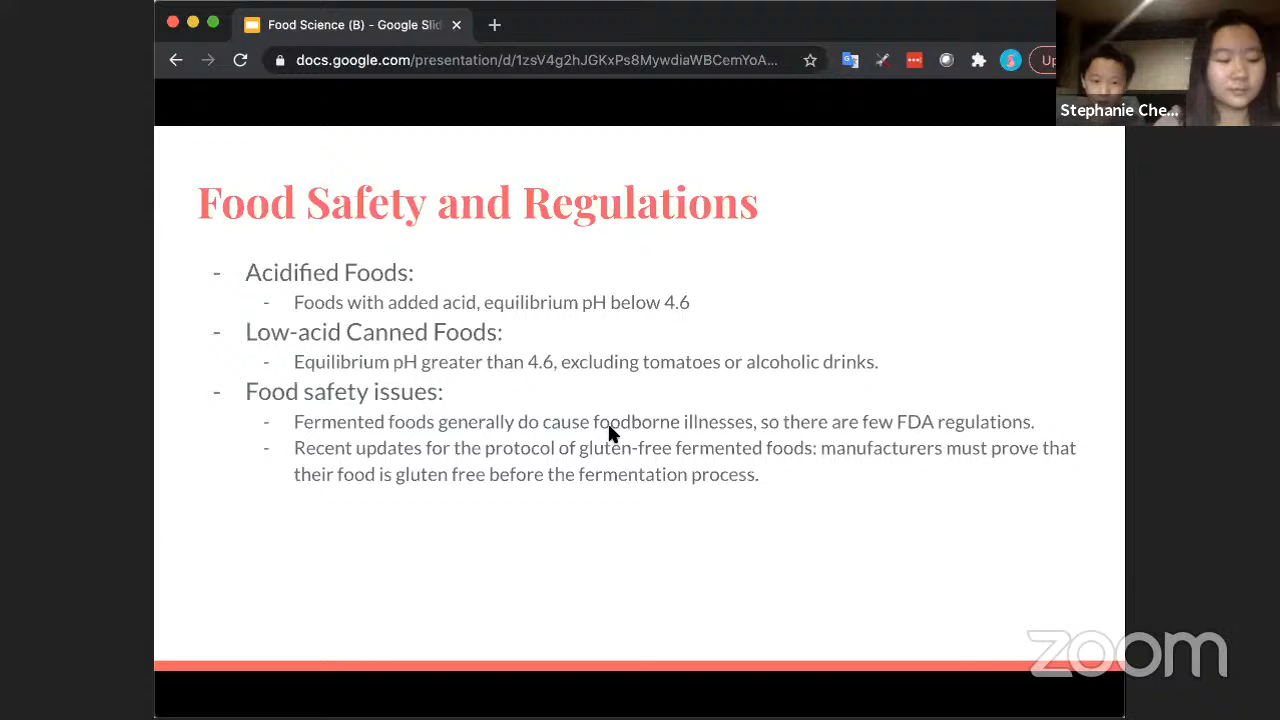 Food Science (B) - Google Slid
docs.google.com/presentation/d/1zsV4g2hJGKxPs8MywdiaWBCemYoA...
Up
Stephanie Che...
Food Safety and Regulations
- Acidified Foods:
- Foods with added acid, equilibrium pH below 4.6
- Low-acid Canned Foods:
- Equilibrium pH greater than 4.6, excluding tomatoes or alcoholic drinks.
- Food safety issues:
- Fermented foods generally do cause foodborne illnesses, so there are few FDA regulations.
- Recent updates for the protocol of gluten-free fermented foods: manufacturers must prove that
their food is gluten free before the fermentation process.
zoom